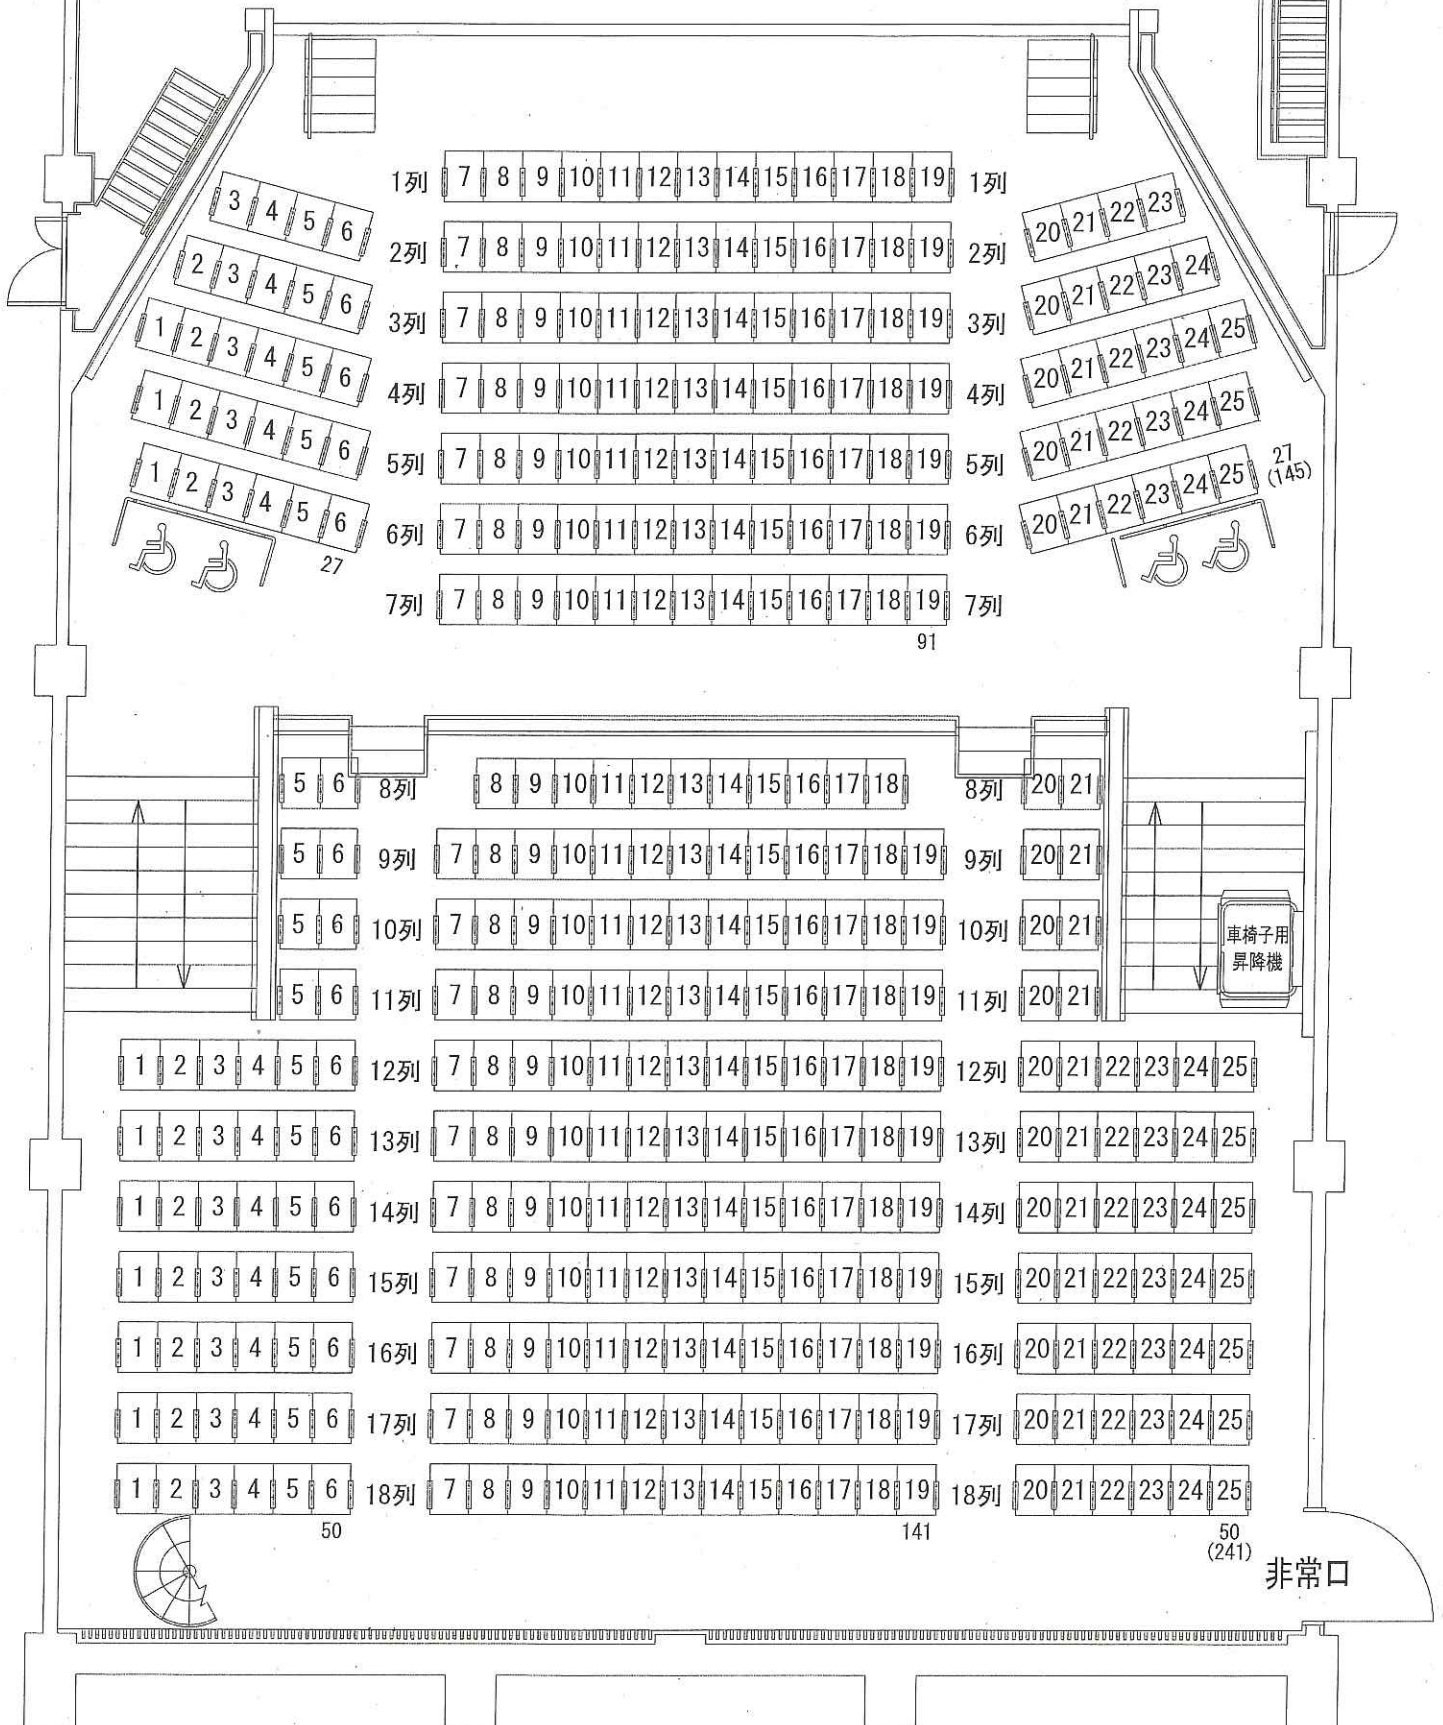 1列 7 8 9 10 11 12 13 14 15 16 17 18 19 1列
3 4 5 6 20 21 22 23
2列 7 8 9 10 11 12 13 14 15 16 17 18 19 2列
2 3 4 5 6 20 21 22 23 24
3列 7 8 9 10 11 12 13 14 15 16 17 18 19 3列
1 2 3 4 5 6 20 21 22 23 24 25
4列 7 8 9 10 11 12 13 14 15 16 17 18 19 4列
1 2 3 4 5 6 20 21 22 23 24 25
5列 7 8 9 10 11 12 13 14 15 16 17 18 19 5列
1 2 3 4 5 6 20 21 22 23 24 25
27
(145)
6列 7 8 9 10 11 12 13 14 15 16 17 18 19 6列
27
7列 7 8 9 10 11 12 13 14 15 16 17 18 19 7列
91
5 6 8列 8 9 10 11 12 13 14 15 16 17 18 8列 20 21
5 6 9列 7 8 9 10 11 12 13 14 15 16 17 18 19 9列 20 21
5 6 10列 7 8 9 10 11 12 13 14 15 16 17 18 19 10列 20 21
車椅子用
昇降機
5 6 11列 7 8 9 10 11 12 13 14 15 16 17 18 19 11列 20 21
1 2 3 4 5 6 12列 7 8 9 10 11 12 13 14 15 16 17 18 19 12列 20 21 22 23 24 25
1 2 3 4 5 6 13列 7 8 9 10 11 12 13 14 15 16 17 18 19 13列 20 21 22 23 24 25
1 2 3 4 5 6 14列 7 8 9 10 11 12 13 14 15 16 17 18 19 14列 20 21 22 23 24 25
1 2 3 4 5 6 15列 7 8 9 10 11 12 13 14 15 16 17 18 19 15列 20 21 22 23 24 25
1 2 3 4 5 6 16列 7 8 9 10 11 12 13 14 15 16 17 18 19 16列 20 21 22 23 24 25
1 2 3 4 5 6 17列 7 8 9 10 11 12 13 14 15 16 17 18 19 17列 20 21 22 23 24 25
1 2 3 4 5 6 18列 7 8 9 10 11 12 13 14 15 16 17 18 19 18列 20 21 22 23 24 25
50 141 50
(241)
非常口